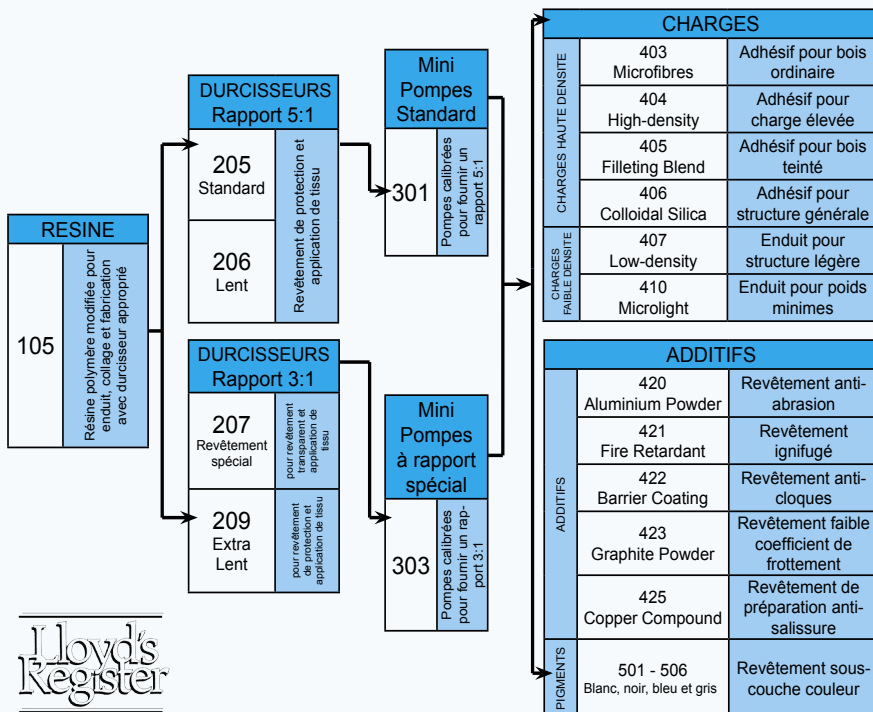 RESINE
105
Résine polymère modifiée pour
enduit, collage et fabrication
avec durcisseur approprié
DURCISSEURS
Rapport 5:1
205
Standard
206
Lent
Revêtement de protection et
application de tissu
DURCISSEURS
Rapport 3:1
207
Revêtement
spécial
pour revêtement
transparent et
application de
tissu
209
Extra
Lent
pour revêtement
de protection et
application de tissu
Mini
Pompes
Standard
301
Pompes calibrées
pour fournir un
rapport 5:1
Mini
Pompes
à rapport
spécial
303
Pompes calibrées
pour fournir un rap-
port 3:1
CHARGES
CHARGES HAUTE DENSITE
403
Microfibres
Adhésif pour bois
ordinaire
404
High-density
Adhésif pour
charge élevée
405
Filleting Blend
Adhésif pour bois
teinté
406
Colloidal Silica
Adhésif pour
structure générale
CHARGES
FAIBLE DENSITE
407
Low-density
Enduit pour
structure légère
410
Microlight
Enduit pour poids
minimes
ADDITIFS
ADDITIFS
420
Aluminium Powder
Revêtement anti-
abrasion
421
Fire Retardant
Revêtement
ignifugé
422
Barrier Coating
Revêtement anti-
cloques
423
Graphite Powder
Revêtement faible
coefficient de
frottement
425
Copper Compound
Revêtement de
préparation anti-
salissure
PIGMENTS
501 - 506
Blanc, noir, bleu et gris
Revêtement sous-
couche couleur
Lloyd's
Register